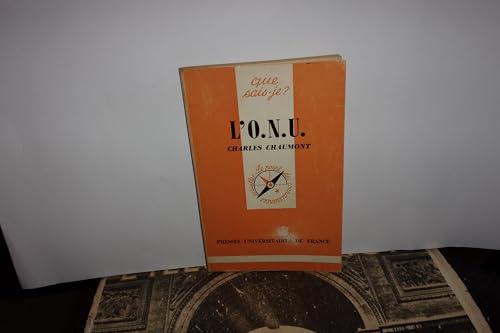 que
sais-je?
L'O.N.U.
CHARLES CHAUMONT
PRESSES UNIVERSITAIRES DE FRANCE